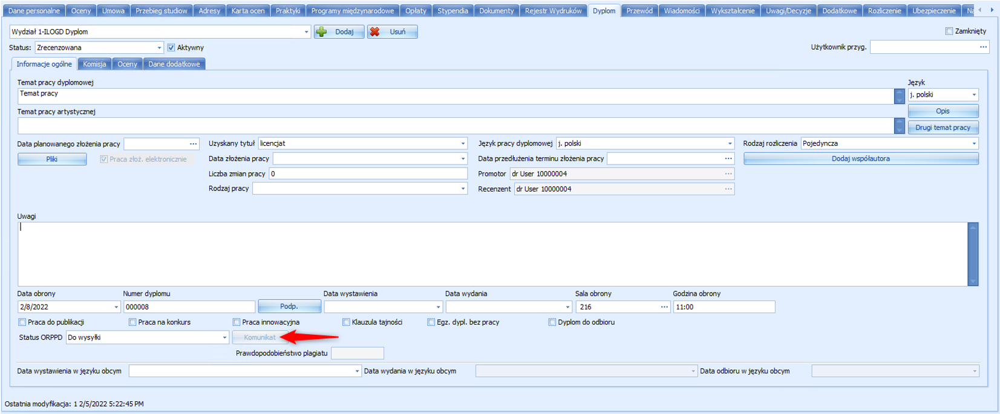 Dane personalne Oceny Umowa Przebieg studiow Adresy Karta ocen Praktyki Programy międzynarodowe Opłaty Stypendia Dokumenty Rejestr Wydruków Dyplom Przewód Wiadomości Wykształcenie Uwagi/Decyzje Dodatkowe Rozliczenie Ubezpieczenie
Wydział 1-ILOGD Dyplom Dodaj Usuń Zamknięty
Status: Zrecenzowana Aktywny Użytkownik przyg. ...
Informacje ogólne Komisja Oceny Dane dodatkowe
Temat pracy dyplomowej Język
Temat pracy j. polski
Temat pracy artystycznej Opis
Drugi temat pracy
Data planowanego złożenia pracy ... Uzyskany tytuł licencjat Język pracy dyplomowej j. polski Rodzaj rozliczenia Pojedyncza
Pliki Praca złoż. elektronicznie Data złożenia pracy Data przedłużenia terminu złożenia pracy ... Dodaj współautora
Liczba zmian pracy 0 Promotor dr User 10000004 ...
Rodzaj pracy Recenzent dr User 10000004 ...
Uwagi
Data obrony Numer dyplomu Data wystawienia Data wydania Sala obrony Godzina obrony
2/8/2022 000008 Podp. 216 ... 11:00
Praca do publikacji Praca na konkurs Praca innowacyjna Klauzula tajności Egz. dypl. bez pracy Dyplom do odbioru
Status ORPPD Do wysyłki Komunikat
Prawdopodobieństwo plagiatu
Data wystawienia w języku obcym Data wydania w języku obcym Data odbioru w języku obcym
Ostatnia modyfikacja: 1 2/5/2022 5:22:45 PM